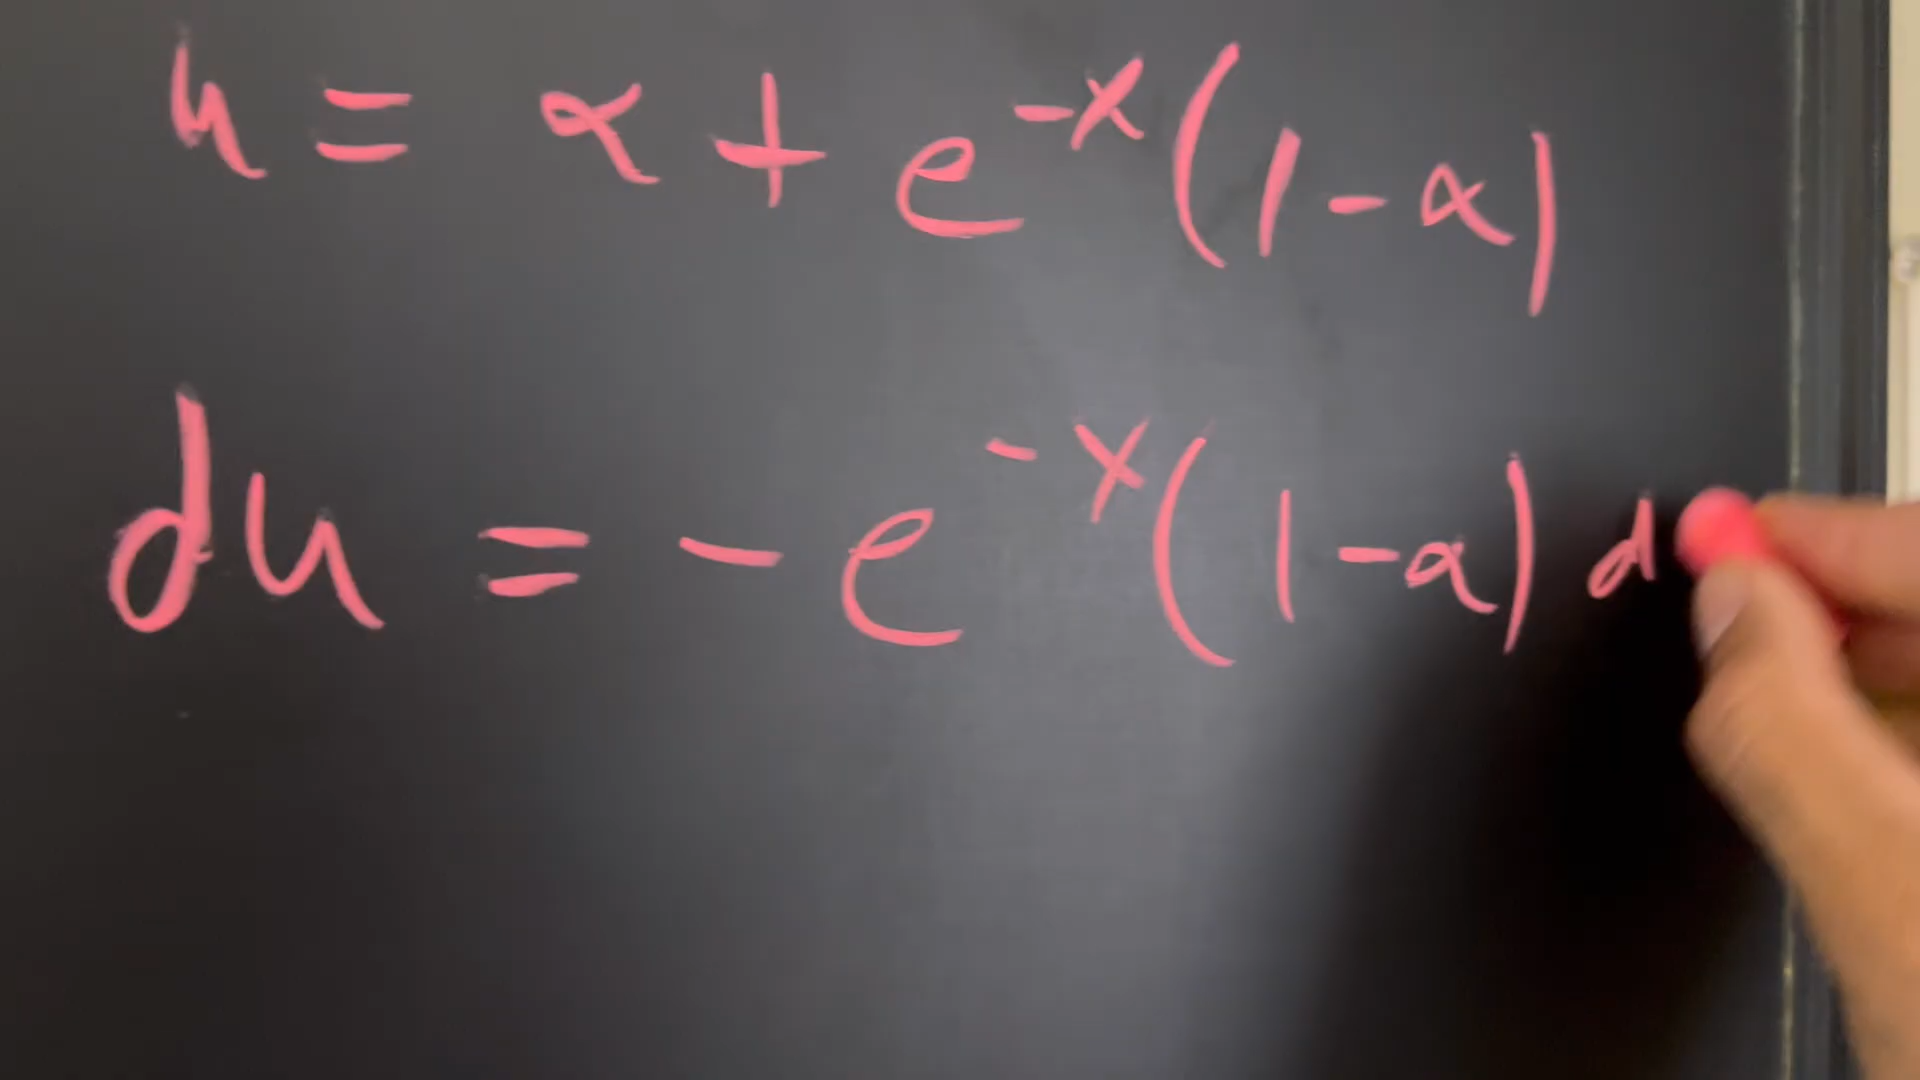 u = α + e^{-x}(1-α)
du = -e^{-x}(1-α) d